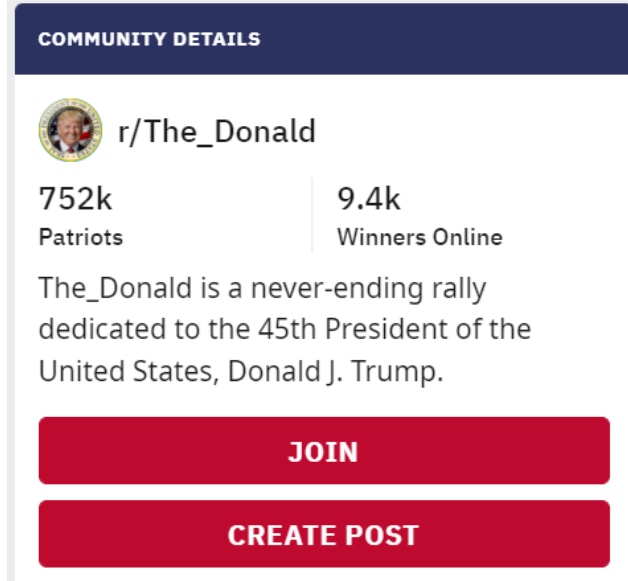 COMMUNITY DETAILS
r/The_Donald
752k
Patriots
9.4k
Winners Online
The_Donald is a never-ending rally
dedicated to the 45th President of the
United States, Donald J. Trump.
JOIN
CREATE POST